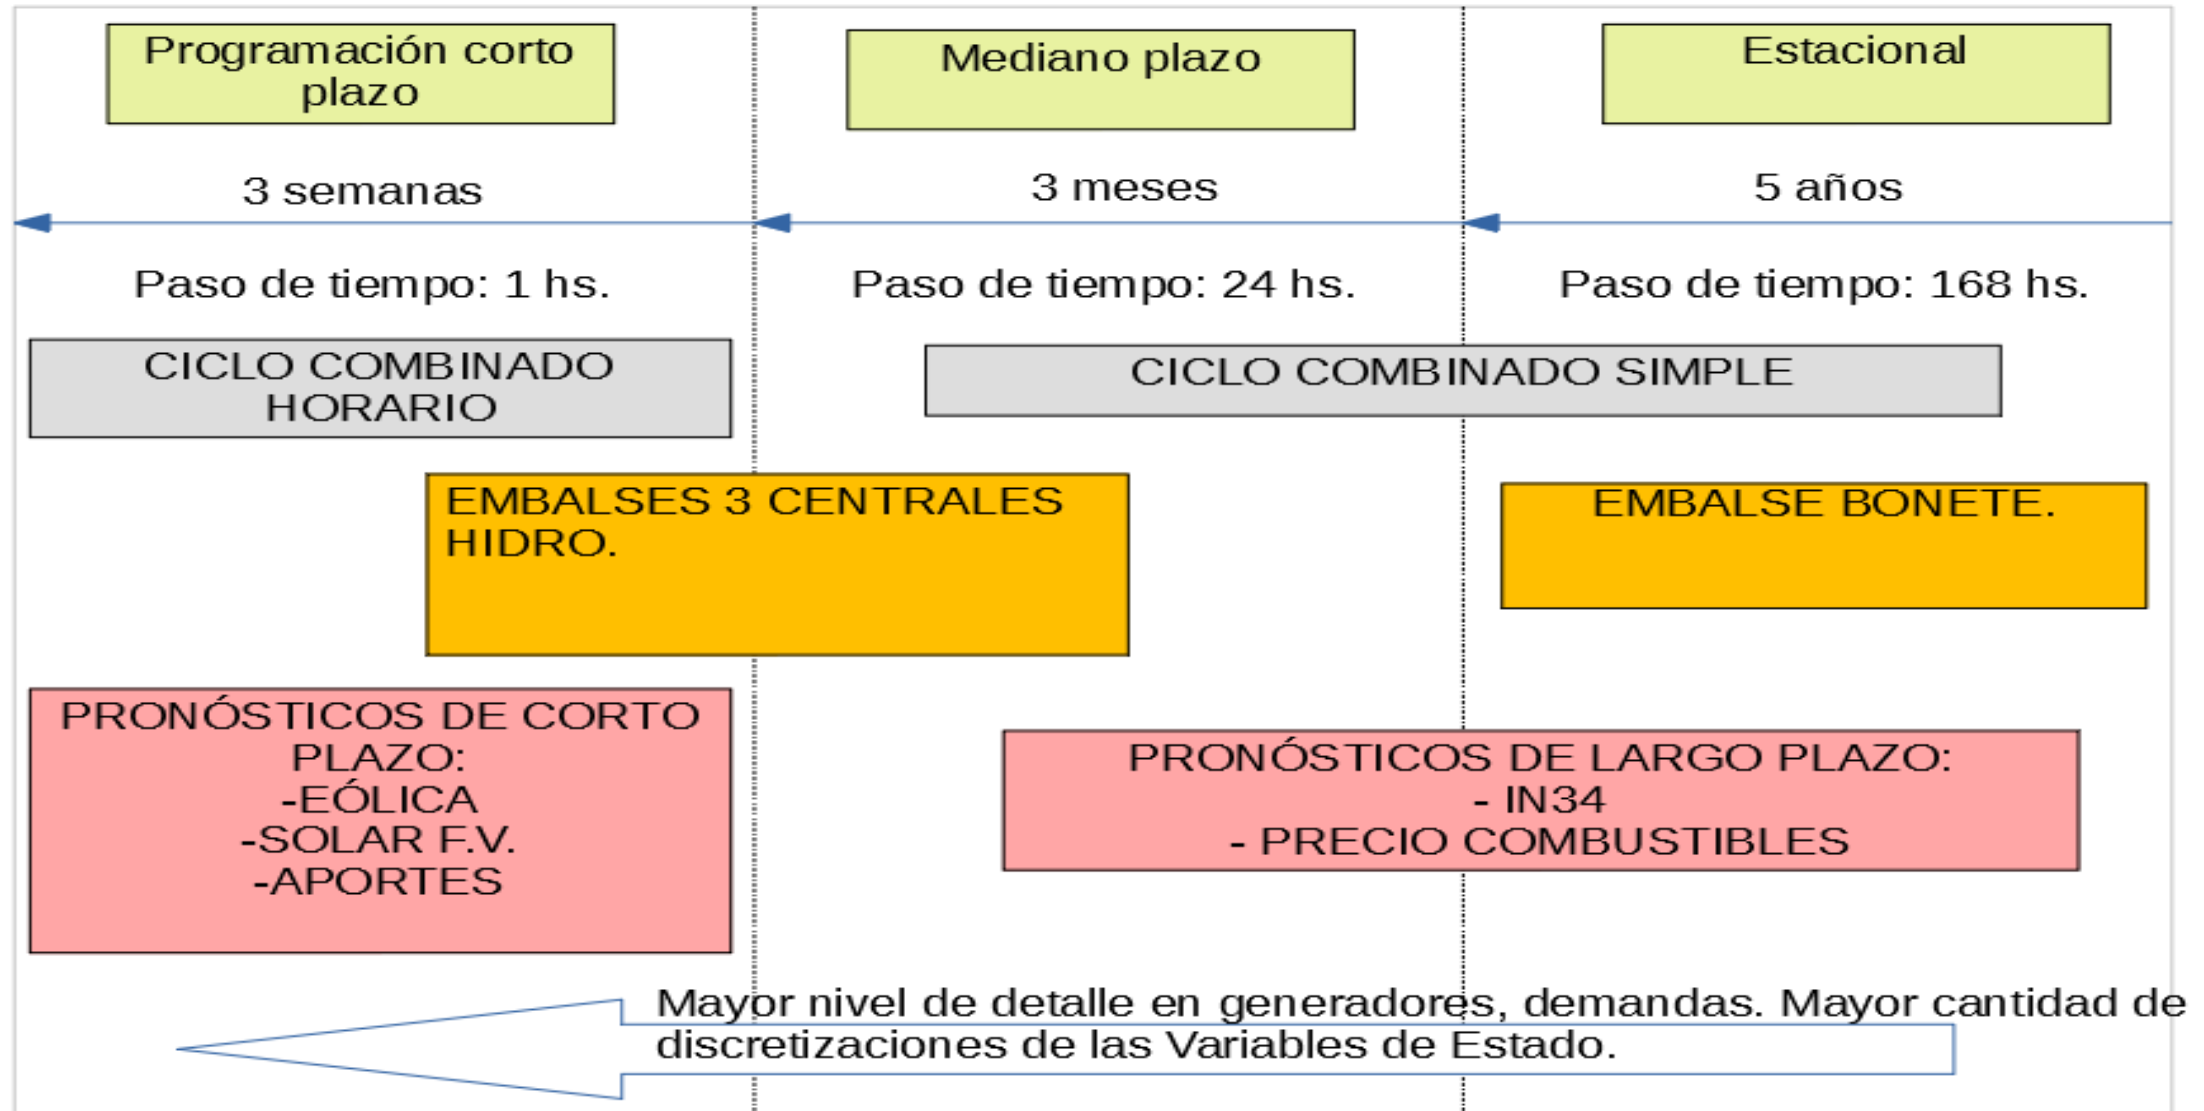 Programación corto
plazo
Mediano plazo
Estacional
3 semanas
3 meses
5 años
Paso de tiempo: 1 hs.
Paso de tiempo: 24 hs.
Paso de tiempo: 168 hs.
CICLO COMBINADO
HORARIO
CICLO COMBINADO SIMPLE
EMBALSES 3 CENTRALES
HIDRO.
EMBALSE BONETE.
PRONÓSTICOS DE CORTO
PLAZO:
-EÓLICA
-SOLAR F.V.
-APORTES
PRONÓSTICOS DE LARGO PLAZO:
- IN34
- PRECIO COMBUSTIBLES
Mayor nivel de detalle en generadores, demandas. Mayor cantidad de
discretizaciones de las Variables de Estado.